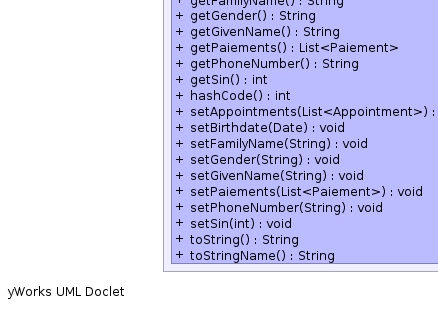 + getFamilyName() : String
+ getGender() : String
+ getGivenName() : String
+ getPaiements() : List<Paiement>
+ getPhoneNumber() : String
+ getSin() : int
+ hashCode() : int
+ setAppointments(List<Appointment>) :
+ setBirthdate(Date) : void
+ setFamilyName(String) : void
+ setGender(String) : void
+ setGivenName(String) : void
+ setPaiements(List<Paiement>) : void
+ setPhoneNumber(String) : void
+ setSin(int) : void
+ toString() : String
+ toStringName() : String
yWorks UML Doclet